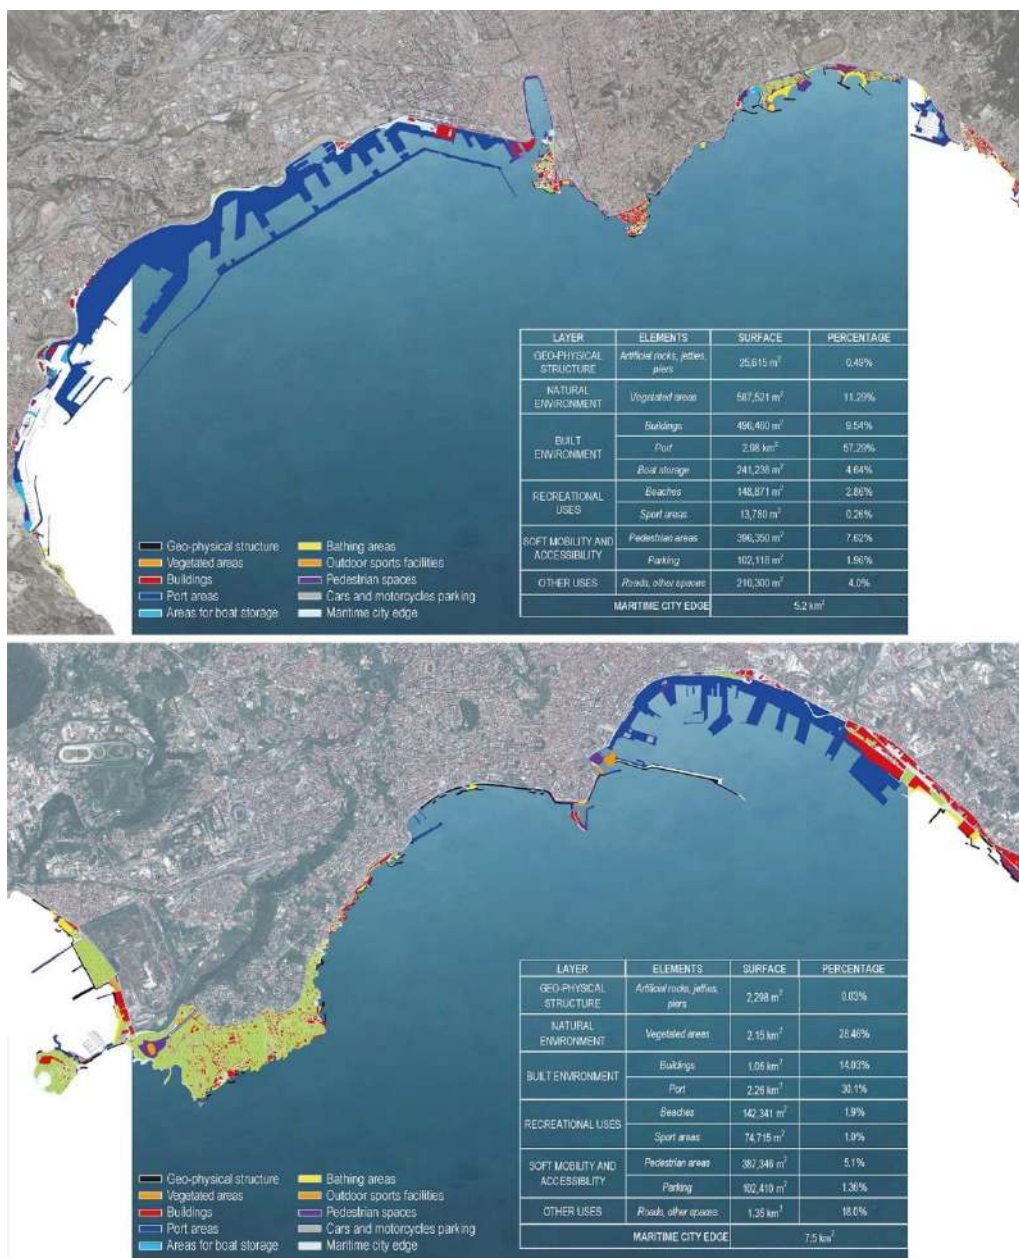 LAYER ELEMENTS SURFACE PERCENTAGE
GEO-PHYSICAL STRUCTURE Artificial rocks, jetties, piers 25,615 m² 0.49%
NATURAL ENVIRONMENT Vegetated areas 587,521 m² 11.29%
BUILT ENVIRONMENT Buildings 496,460 m² 9.54%
Port 2.98 km² 57.29%
Boat storage 241,238 m² 4.64%
RECREATIONAL USES Beaches 148,871 m² 2.86%
Sport areas 13,780 m² 0.26%
SOFT MOBILITY AND ACCESSIBILITY Pedestrian areas 396,350 m² 7.62%
Parking 102,116 m² 1.96%
OTHER USES Roads, other spaces 210,300 m² 4.0%
MARITIME CITY EDGE 5.2 km²
Geo-physical structure Bathing areas
Vegetated areas Outdoor sports facilities
Buildings Pedestrian spaces
Port areas Cars and motorcycles parking
Areas for boat storage Maritime city edge
LAYER ELEMENTS SURFACE PERCENTAGE
GEO-PHYSICAL STRUCTURE Artificial rocks, jetties, piers 2,298 m² 0.03%
NATURAL ENVIRONMENT Vegetated areas 2.15 km² 28.46%
BUILT ENVIRONMENT Buildings 1.06 km² 14.03%
Port 2.26 km² 30.1%
RECREATIONAL USES Beaches 142,341 m² 1.9%
Sport areas 74,715 m² 1.0%
SOFT MOBILITY AND ACCESSIBILITY Pedestrian areas 387,346 m² 5.1%
Parking 102,410 m² 1.36%
OTHER USES Roads, other spaces 1.35 km² 18.0%
MARITIME CITY EDGE 7.5 km²
Geo-physical structure Bathing areas
Vegetated areas Outdoor sports facilities
Buildings Pedestrian spaces
Port areas Cars and motorcycles parking
Areas for boat storage Maritime city edge